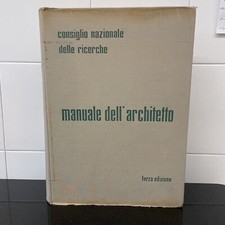 consiglio nazionale
delle ricerche
manuale dell'architetto
terza edizione